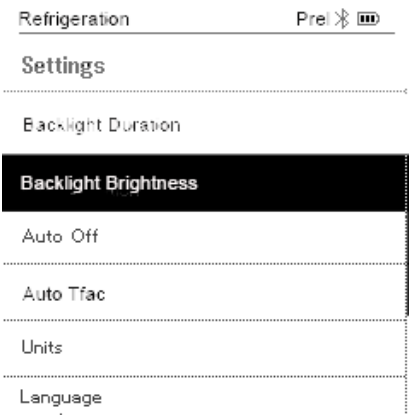 Refrigeration Prel
Settings
Backlight Duration
Backlight Brightness
Auto Off
Auto Tfac
Units
Language